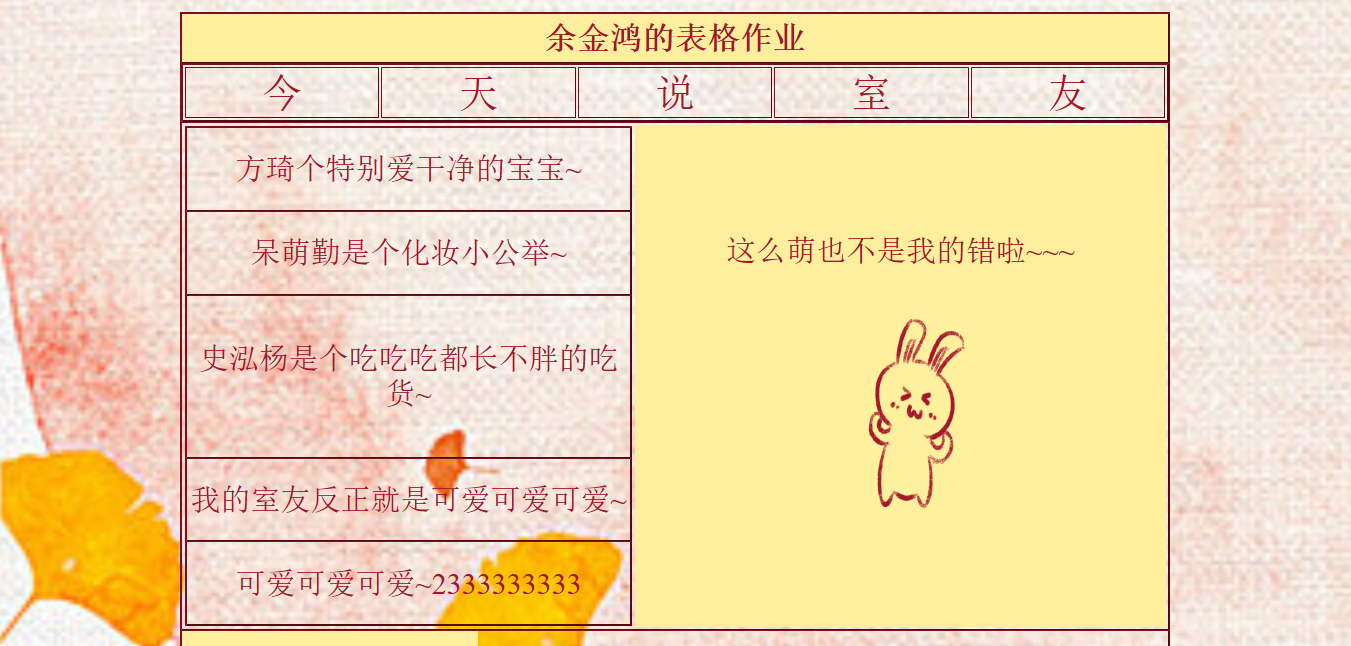 余金鸿的表格作业
今 天 说 室 友
方琦个特别爱干净的宝宝~
呆萌勤是个化妆小公举~
史泓杨是个吃吃吃都长不胖的吃
货~
我的室友反正就是可爱可爱可爱~
可爱可爱可爱~2333333333
这么萌也不是我的错啦~~~